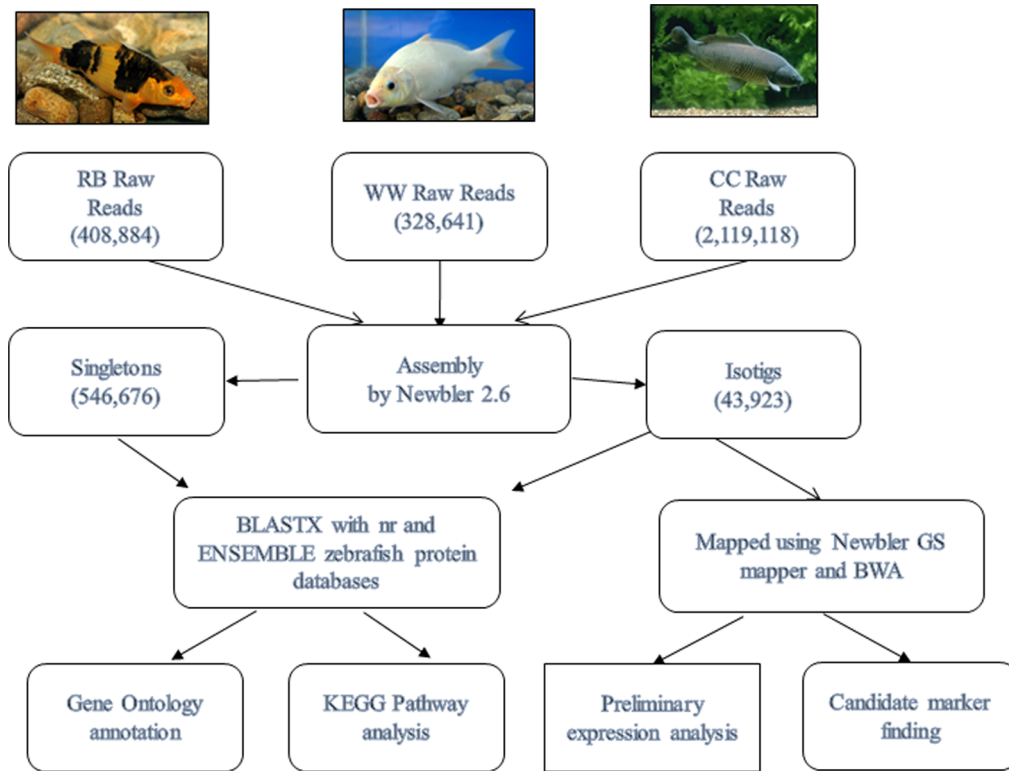 RB Raw
Reads
(408,884)
WW Raw Reads
(328,641)
CC Raw
Reads
(2,119,118)
Singletons
(546,676)
Assembly
by Newbler 2.6
Isotigs
(43,923)
BLASTX with nr and
ENSEMBLE zebrafish protein
databases
Mapped using Newbler GS
mapper and BWA
Gene Ontology
annotation
KEGG Pathway
analysis
Preliminary
expression analysis
Candidate marker
finding